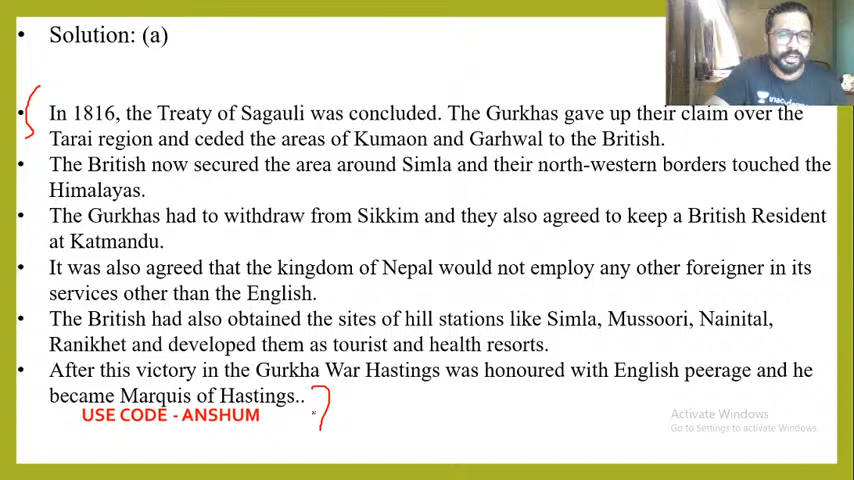 • Solution: (a)
• In 1816, the Treaty of Sagauli was concluded. The Gurkhas gave up their claim over the
Tarai region and ceded the areas of Kumaon and Garhwal to the British.
• The British now secured the area around Simla and their north-western borders touched the
Himalayas.
• The Gurkhas had to withdraw from Sikkim and they also agreed to keep a British Resident
at Katmandu.
• It was also agreed that the kingdom of Nepal would not employ any other foreigner in its
services other than the English.
• The British had also obtained the sites of hill stations like Simla, Mussoori, Nainital,
Ranikhet and developed them as tourist and health resorts.
• After this victory in the Gurkha War Hastings was honoured with English peerage and he
became Marquis of Hastings..
USE CODE - ANSHUM
Activate Windows
Go to Settings to activate Windows.